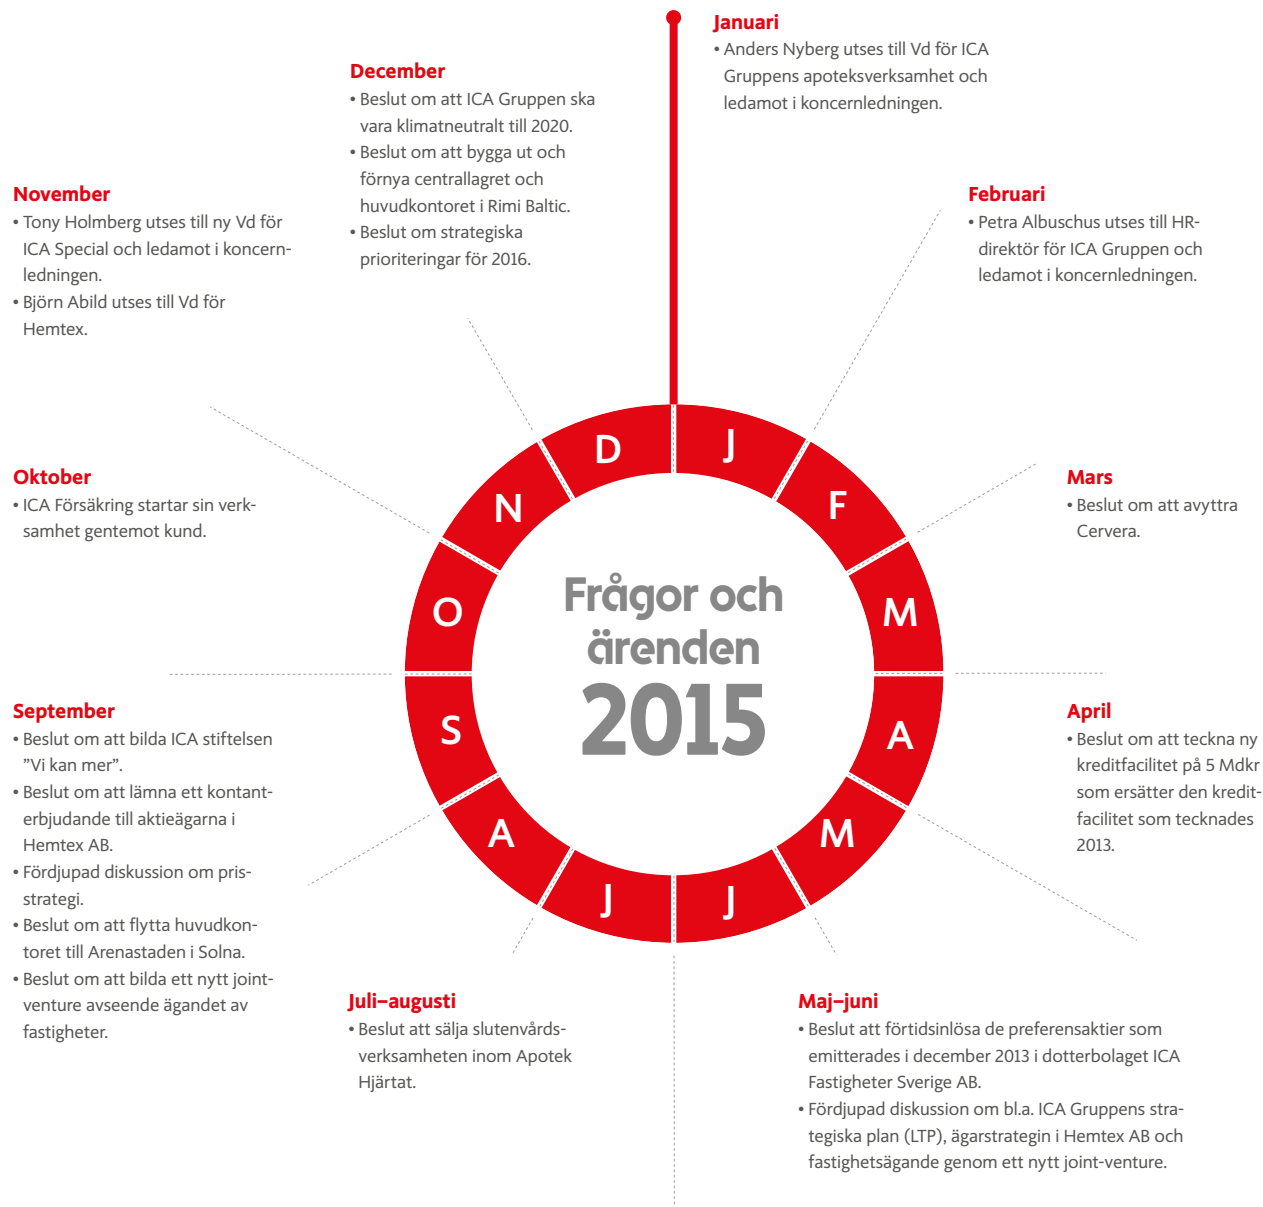 Januari
• Anders Nyberg utses till Vd för ICA
Gruppens apoteksverksamhet och
ledamot i koncernledningen.
Februari
• Petra Albuschus utses till HR-
direktör för ICA Gruppen och
ledamot i koncernledningen.
Mars
• Beslut om att avyttra
Cervera.
April
• Beslut om att teckna ny
kreditfacilitet på 5 Mdkr
som ersätter den kredit-
facilitet som tecknades
2013.
Maj–juni
• Beslut att förtidsinlösa de preferensaktier som
emitterades i december 2013 i dotterbolaget ICA
Fastigheter Sverige AB.
• Fördjupad diskussion om bl.a. ICA Gruppens stra-
tegiska plan (LTP), ägarstrategin i Hemtex AB och
fastighetsägande genom ett nytt joint-venture.
Juli–augusti
• Beslut att sälja slutenvårds-
verksamheten inom Apotek
Hjärtat.
September
• Beslut om att bilda ICA stiftelsen
”Vi kan mer”.
• Beslut om att lämna ett kontant-
erbjudande till aktieägarna i
Hemtex AB.
• Fördjupad diskussion om pris-
strategi.
• Beslut om att flytta huvudkon-
toret till Arenastaden i Solna.
• Beslut om att bilda ett nytt joint-
venture avseende ägandet av
fastigheter.
Oktober
• ICA Försäkring startar sin verk-
samhet gentemot kund.
November
• Tony Holmberg utses till ny Vd för
ICA Special och ledamot i koncern-
ledningen.
• Björn Abild utses till Vd för
Hemtex.
December
• Beslut om att ICA Gruppen ska
vara klimatneutralt till 2020.
• Beslut om att bygga ut och
förnya centrallagret och
huvudkontoret i Rimi Baltic.
• Beslut om strategiska
prioriteringar för 2016.
J
F
M
A
M
J
J
A
S
O
N
D
Frågor och
ärenden
2015